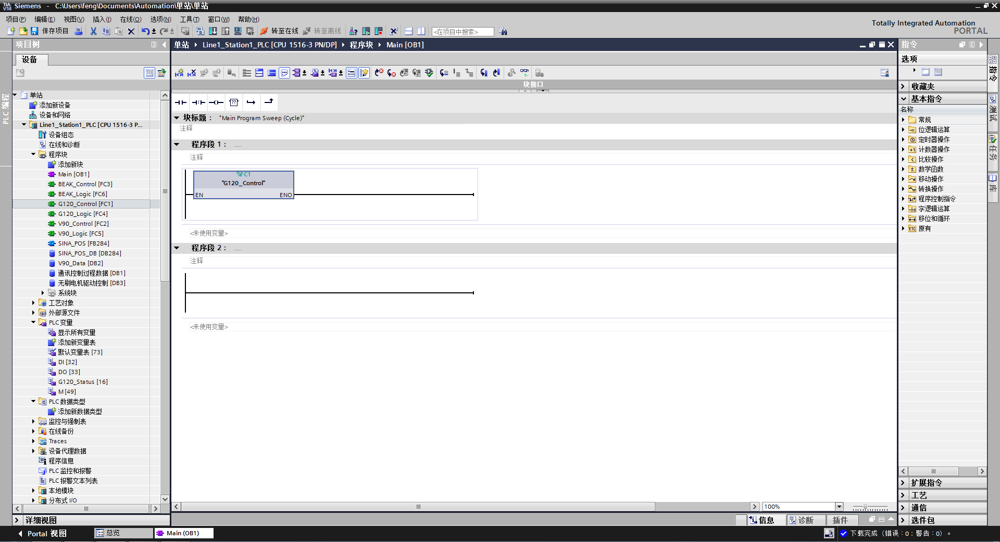 Siemens - C:\Users\feng\Documents\Automation\单站\单站
项目(P) 编辑(E) 视图(V) 插入(I) 在线(O) 选项(N) 工具(T) 窗口(W) 帮助(H)
保存项目 转至在线 转至离线 <在项目中搜索>
Totally Integrated Automation
PORTAL
PLC 编程
项目树
设备
单站
添加新设备
设备和网络
Line1_Station1_PLC [CPU 1516-3 P...
设备组态
在线和诊断
程序块
添加新块
Main [OB1]
BEAK_Control [FC3]
BEAK_Logic [FC6]
G120_Control [FC1]
G120_Logic [FC4]
V90_Control [FC2]
V90_Logic [FC5]
SINA_POS [FB284]
SINA_POS_DB [DB284]
V90_Data [DB2]
通讯控制过程数据 [DB1]
无刷电机驱动控制 [DB3]
系统块
工艺对象
外部源文件
PLC 变量
显示所有变量
添加新变量表
默认变量表 [73]
DI [32]
DO [33]
G120_Status [16]
M [49]
PLC 数据类型
添加新数据类型
监控与强制表
在线备份
Traces
设备代理数据
程序信息
PLC 监控和报警
PLC 报警文本列表
本地模块
分布式 I/O
详细视图
单站 Line1_Station1_PLC [CPU 1516-3 PN/DP] 程序块 Main [OB1]
块接口
块标题： "Main Program Sweep (Cycle)"
注释
程序段 1： .....
注释
%FC1
"G120_Control"
EN ENO
<未使用变量>
程序段 2： .....
注释
<未使用变量>
100%
信息 诊断 插件
指令
选项
收藏夹
基本指令
名称
常规
位逻辑运算
定时器操作
计数器操作
比较操作
数学函数
移动操作
转换操作
程序控制指令
字逻辑运算
移位和循环
原有
扩展指令
工艺
通信
选件包
指令
测试
任务
库
Portal 视图 总览 Main (OB1)
下载完成（错误：0；警告：0）。